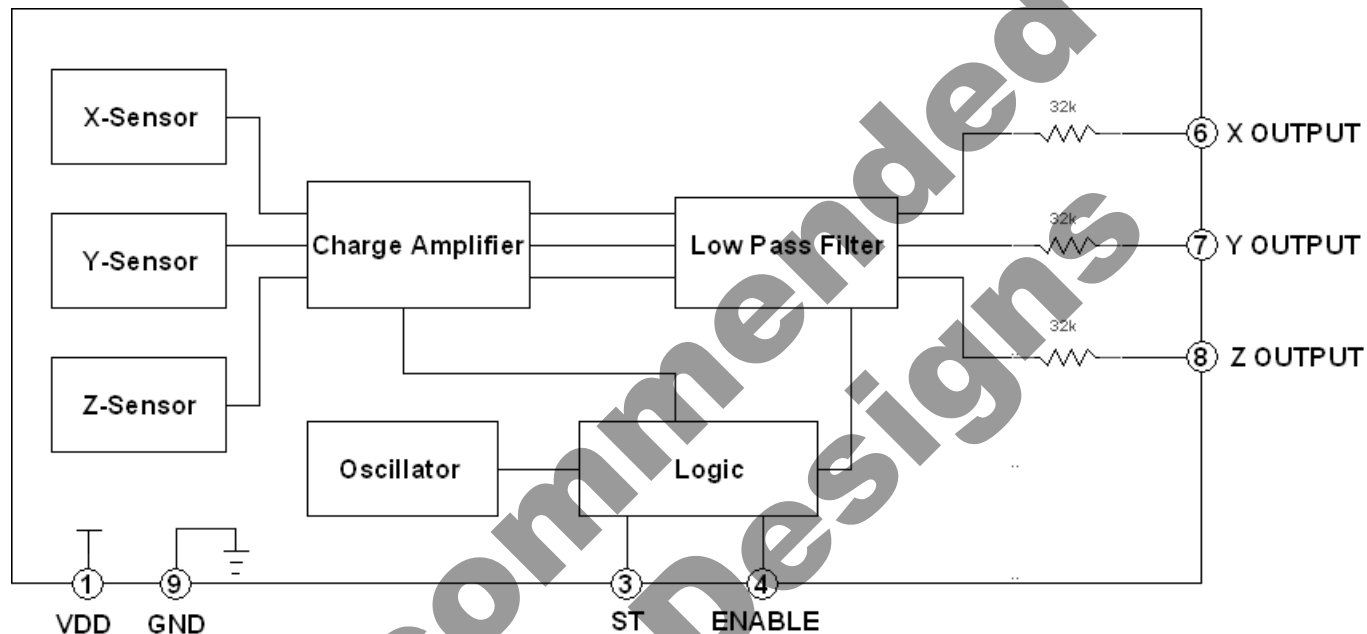 X-Sensor
Y-Sensor
Z-Sensor
Charge Amplifier
Low Pass Filter
Oscillator
Logic
32k
6 X OUTPUT
32k
7 Y OUTPUT
32k
8 Z OUTPUT
1
VDD
9
GND
3
ST
4
ENABLE
ommended
Designs